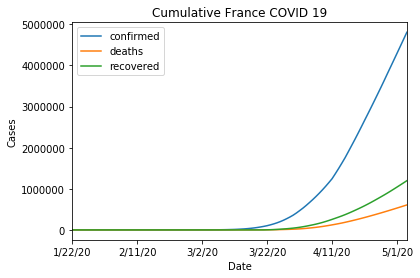 Cumulative France COVID 19
confirmed
deaths
recovered
5000000
4000000
3000000
2000000
1000000
0
Cases
1/22/20 2/11/20 3/2/20 3/22/20 4/11/20 5/1/20
Date